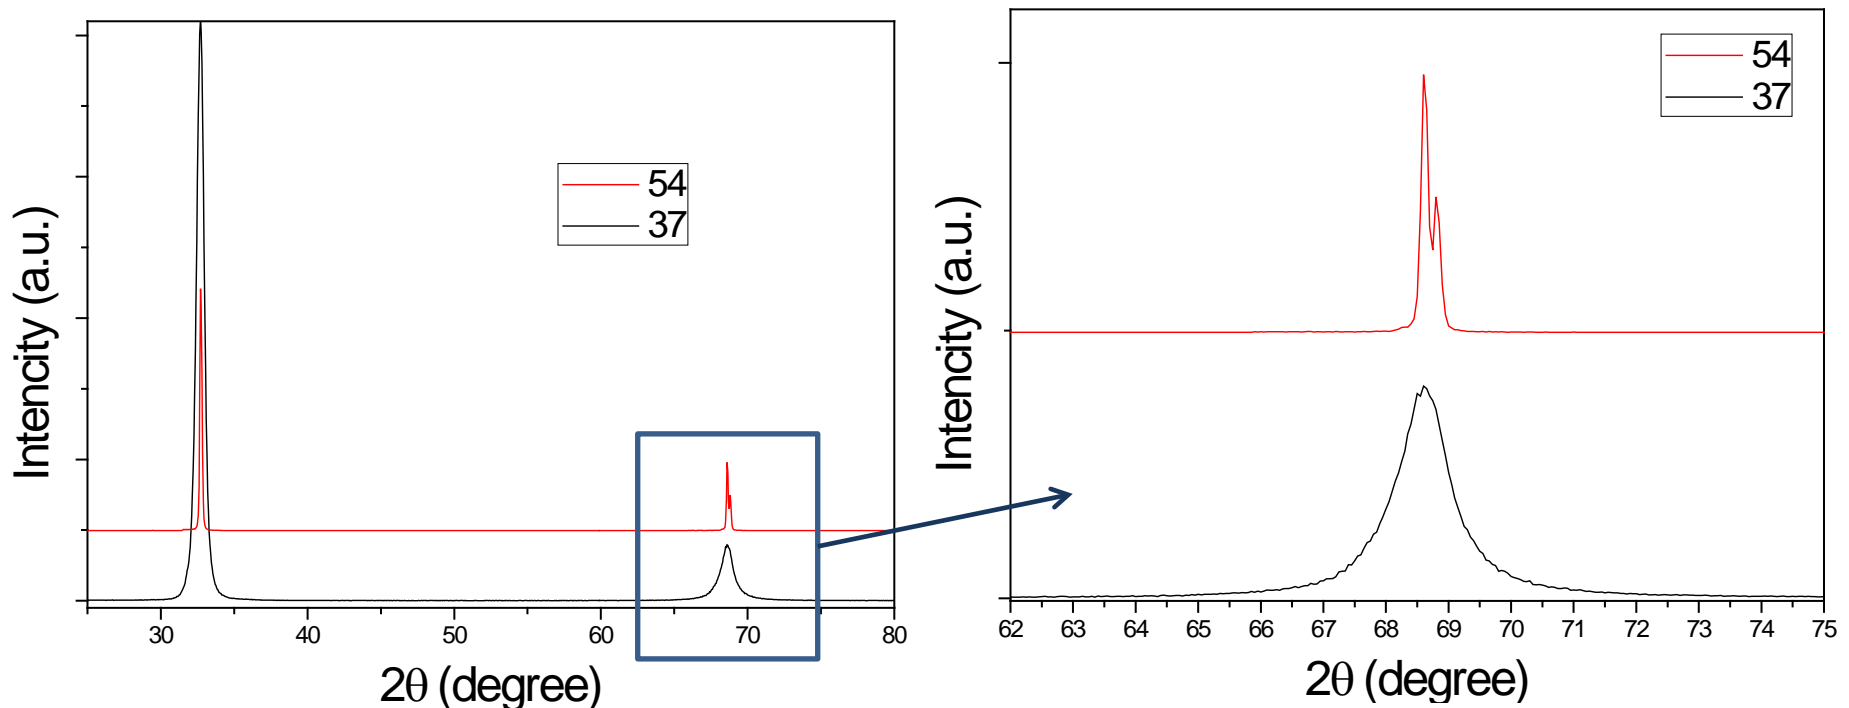 Intencity (a.u.)
54
37
30 40 50 60 70 80
2θ (degree)
Intencity (a.u.)
54
37
62 63 64 65 66 67 68 69 70 71 72 73 74 75
2θ (degree)